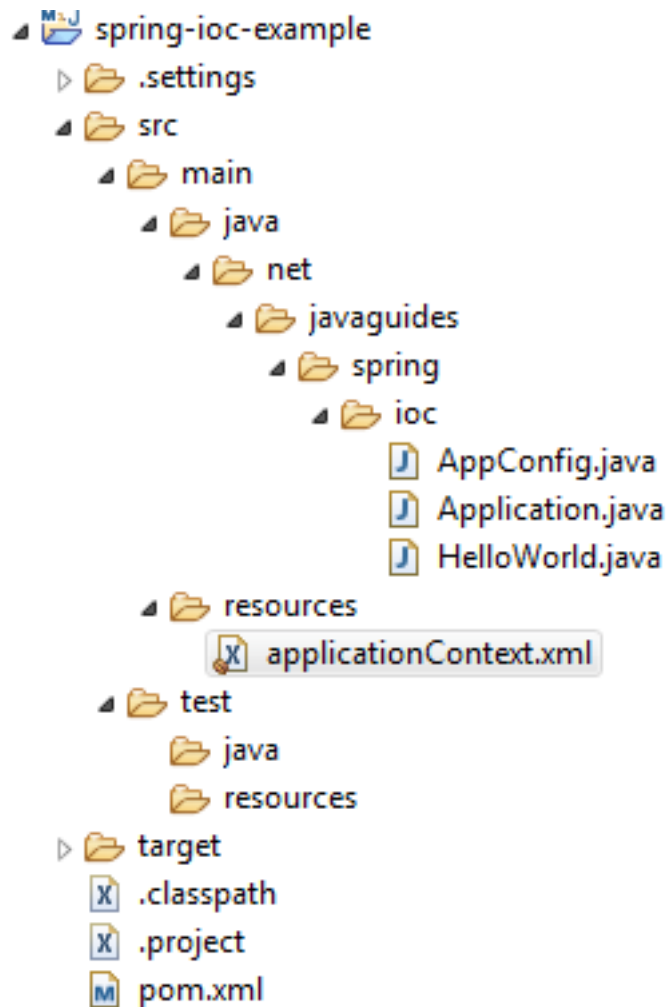 spring-ioc-example
.settings
src
main
java
net
javaguides
spring
ioc
AppConfig.java
Application.java
HelloWorld.java
resources
applicationContext.xml
test
java
resources
target
.classpath
.project
pom.xml